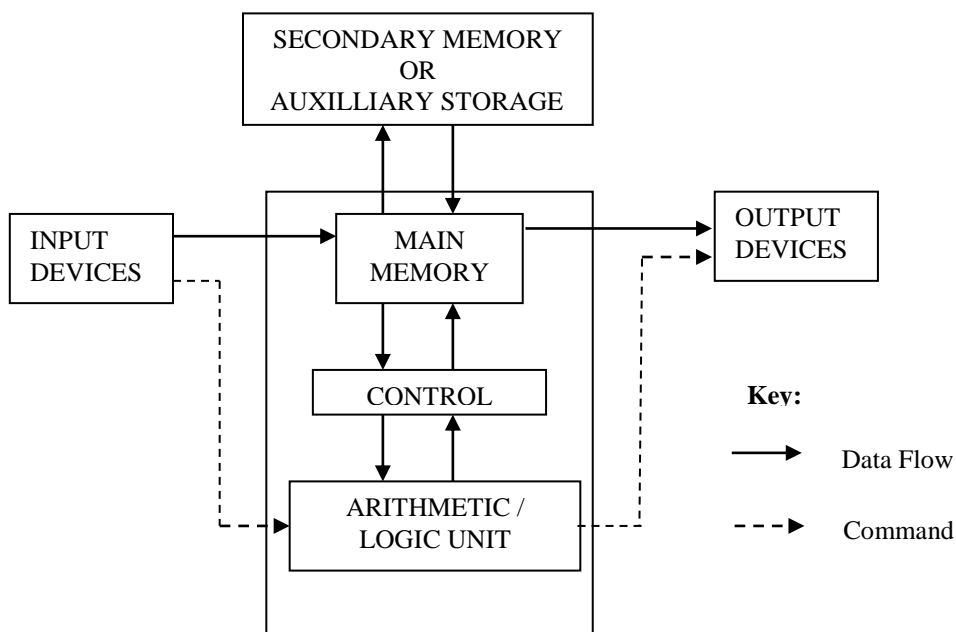 SECONDARY MEMORY
OR
AUXILLIARY STORAGE
INPUT
DEVICES
MAIN
MEMORY
OUTPUT
DEVICES
CONTROL
ARITHMETIC /
LOGIC UNIT
Key:
Data Flow
Command